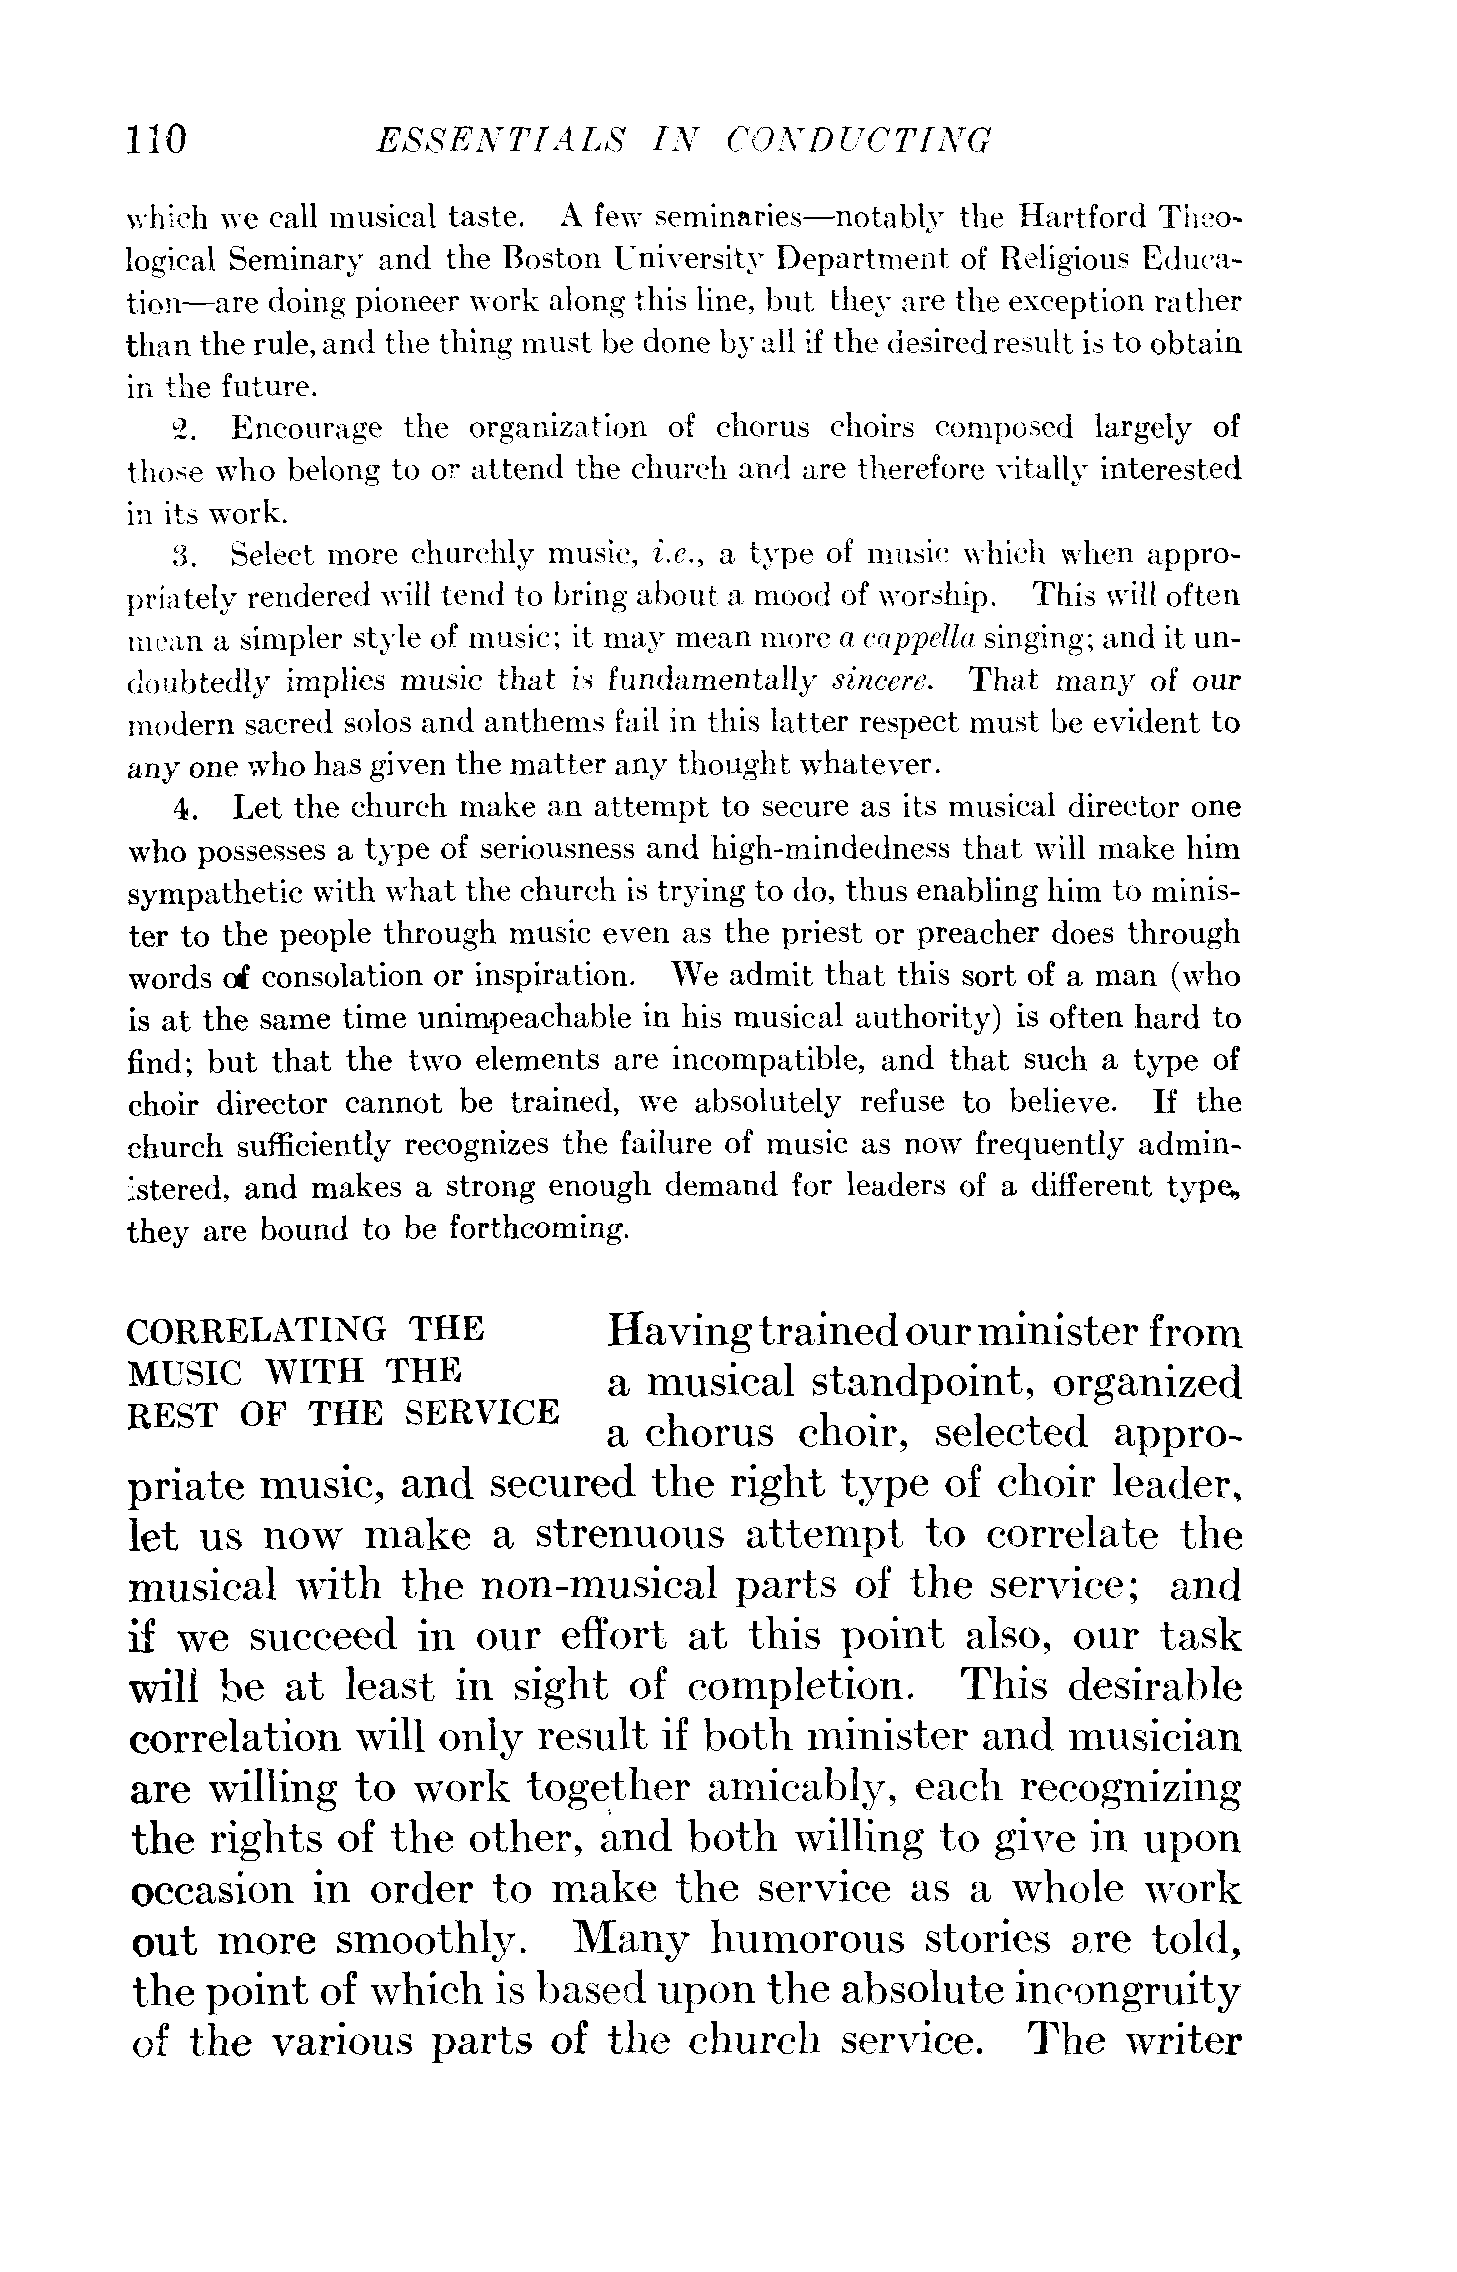 110 ESSENTIALS IN CONDUCTING
which we call musical taste. A few seminaries—notably the Hartford Theo-
logical Seminary and the Boston University Department of Religious Educa-
tion—are doing pioneer work along this line, but they are the exception rather
than the rule, and the thing must be done by all if the desired result is to obtain
in the future.
2. Encourage the organization of chorus choirs composed largely of
those who belong to or attend the church and are therefore vitally interested
in its work.
3. Select more churchly music, i.e., a type of music which when appro-
priately rendered will tend to bring about a mood of worship. This will often
mean a simpler style of music; it may mean more a cappella singing; and it un-
doubtedly implies music that is fundamentally sincere. That many of our
modern sacred solos and anthems fail in this latter respect must be evident to
any one who has given the matter any thought whatever.
4. Let the church make an attempt to secure as its musical director one
who possesses a type of seriousness and high-mindedness that will make him
sympathetic with what the church is trying to do, thus enabling him to minis-
ter to the people through music even as the priest or preacher does through
words of consolation or inspiration. We admit that this sort of a man (who
is at the same time unimpeachable in his musical authority) is often hard to
find; but that the two elements are incompatible, and that such a type of
choir director cannot be trained, we absolutely refuse to believe. If the
church sufficiently recognizes the failure of music as now frequently admin-
istered, and makes a strong enough demand for leaders of a different type,
they are bound to be forthcoming.
CORRELATING THE
MUSIC WITH THE
REST OF THE SERVICE
Having trained our minister from
a musical standpoint, organized
a chorus choir, selected appro-
priate music, and secured the right type of choir leader,
let us now make a strenuous attempt to correlate the
musical with the non-musical parts of the service; and
if we succeed in our effort at this point also, our task
will be at least in sight of completion. This desirable
correlation will only result if both minister and musician
are willing to work together amicably, each recognizing
the rights of the other, and both willing to give in upon
occasion in order to make the service as a whole work
out more smoothly. Many humorous stories are told,
the point of which is based upon the absolute incongruity
of the various parts of the church service. The writer